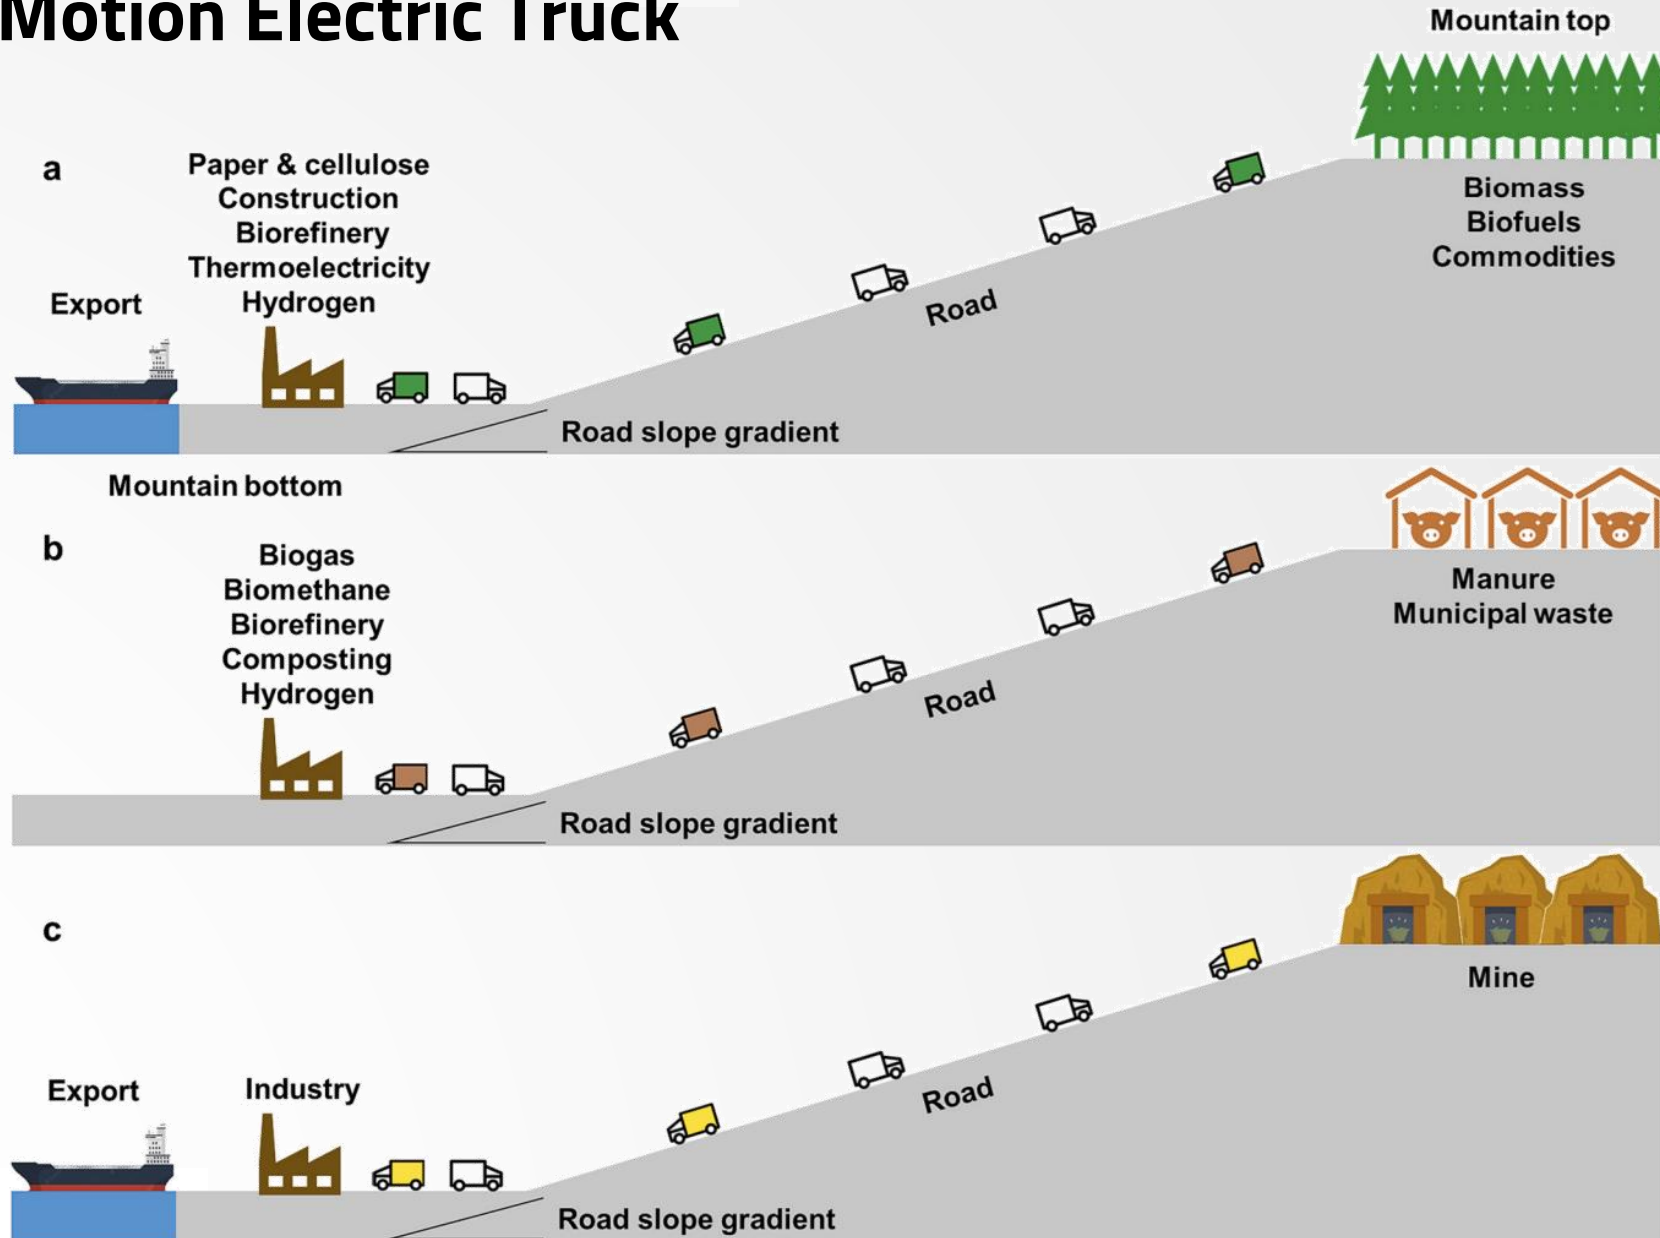 Motion Electric Truck
Mountain top
a
Paper & cellulose
Construction
Biorefinery
Thermoelectricity
Hydrogen
Export
Biomass
Biofuels
Commodities
Road
Road slope gradient
Mountain bottom
b
Biogas
Biomethane
Biorefinery
Composting
Hydrogen
Manure
Municipal waste
Road
Road slope gradient
c
Mine
Export
Industry
Road
Road slope gradient